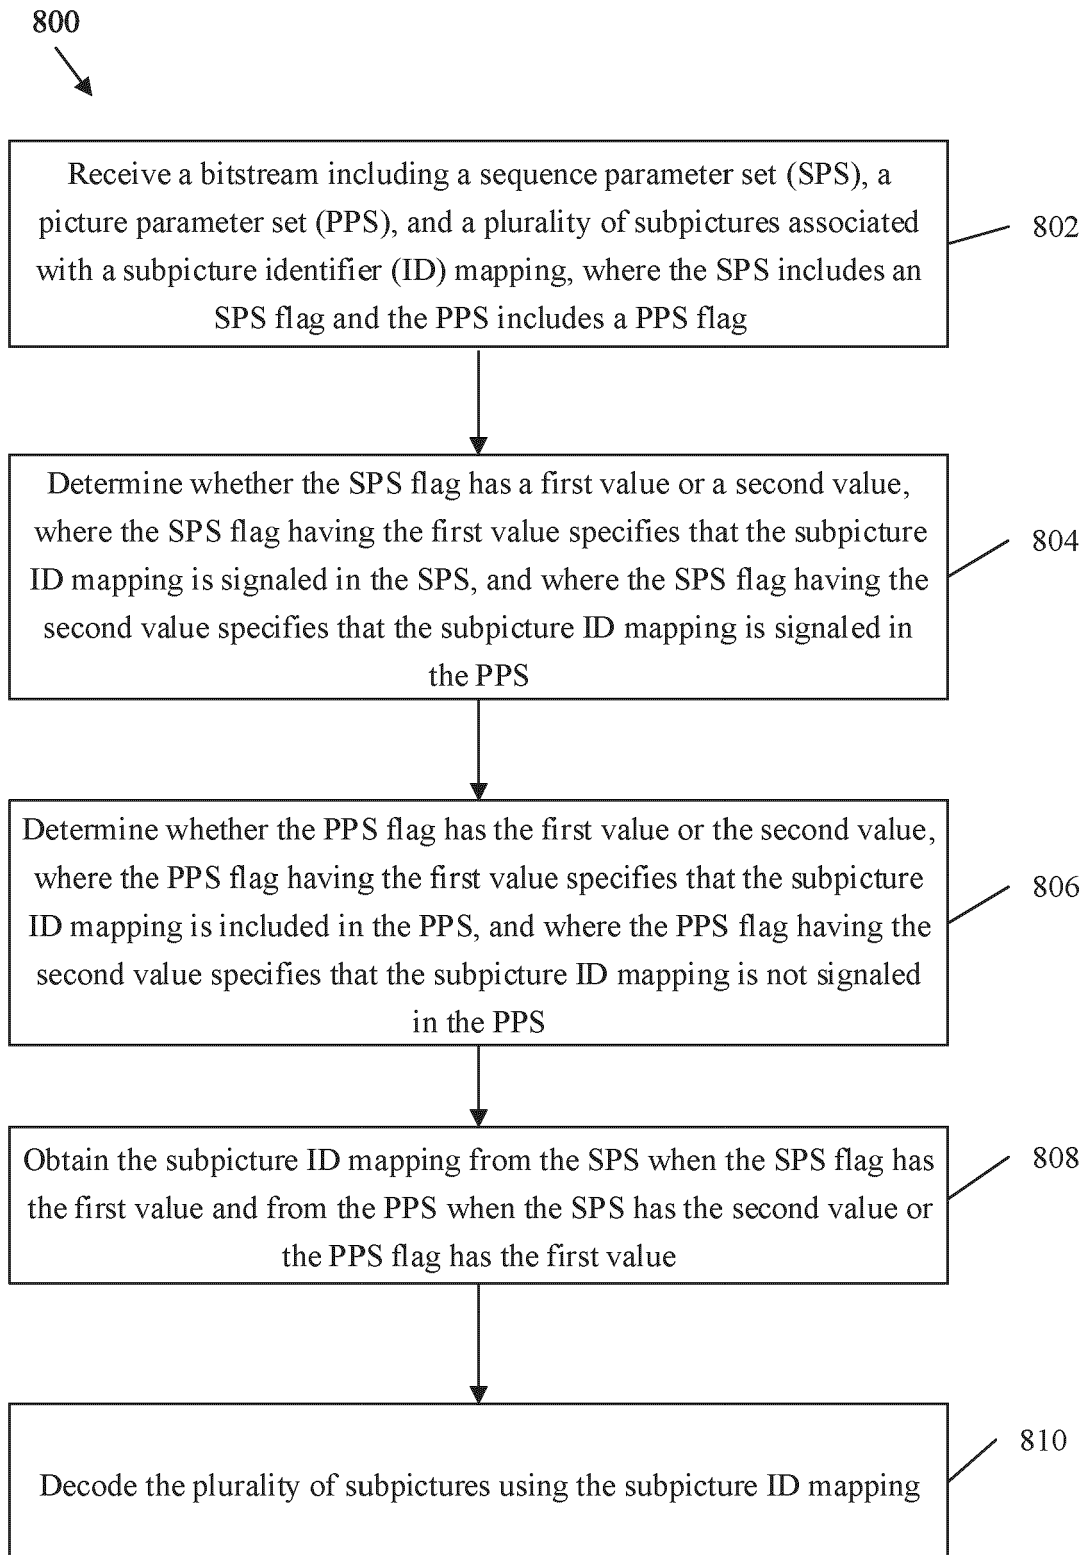 800
Receive a bitstream including a sequence parameter set (SPS), a
picture parameter set (PPS), and a plurality of subpictures associated
with a subpicture identifier (ID) mapping, where the SPS includes an
SPS flag and the PPS includes a PPS flag
802
Determine whether the SPS flag has a first value or a second value,
where the SPS flag having the first value specifies that the subpicture
ID mapping is signaled in the SPS, and where the SPS flag having the
second value specifies that the subpicture ID mapping is signaled in
the PPS
804
Determine whether the PPS flag has the first value or the second value,
where the PPS flag having the first value specifies that the subpicture
ID mapping is included in the PPS, and where the PPS flag having the
second value specifies that the subpicture ID mapping is not signaled
in the PPS
806
Obtain the subpicture ID mapping from the SPS when the SPS flag has
the first value and from the PPS when the SPS has the second value or
the PPS flag has the first value
808
Decode the plurality of subpictures using the subpicture ID mapping
810